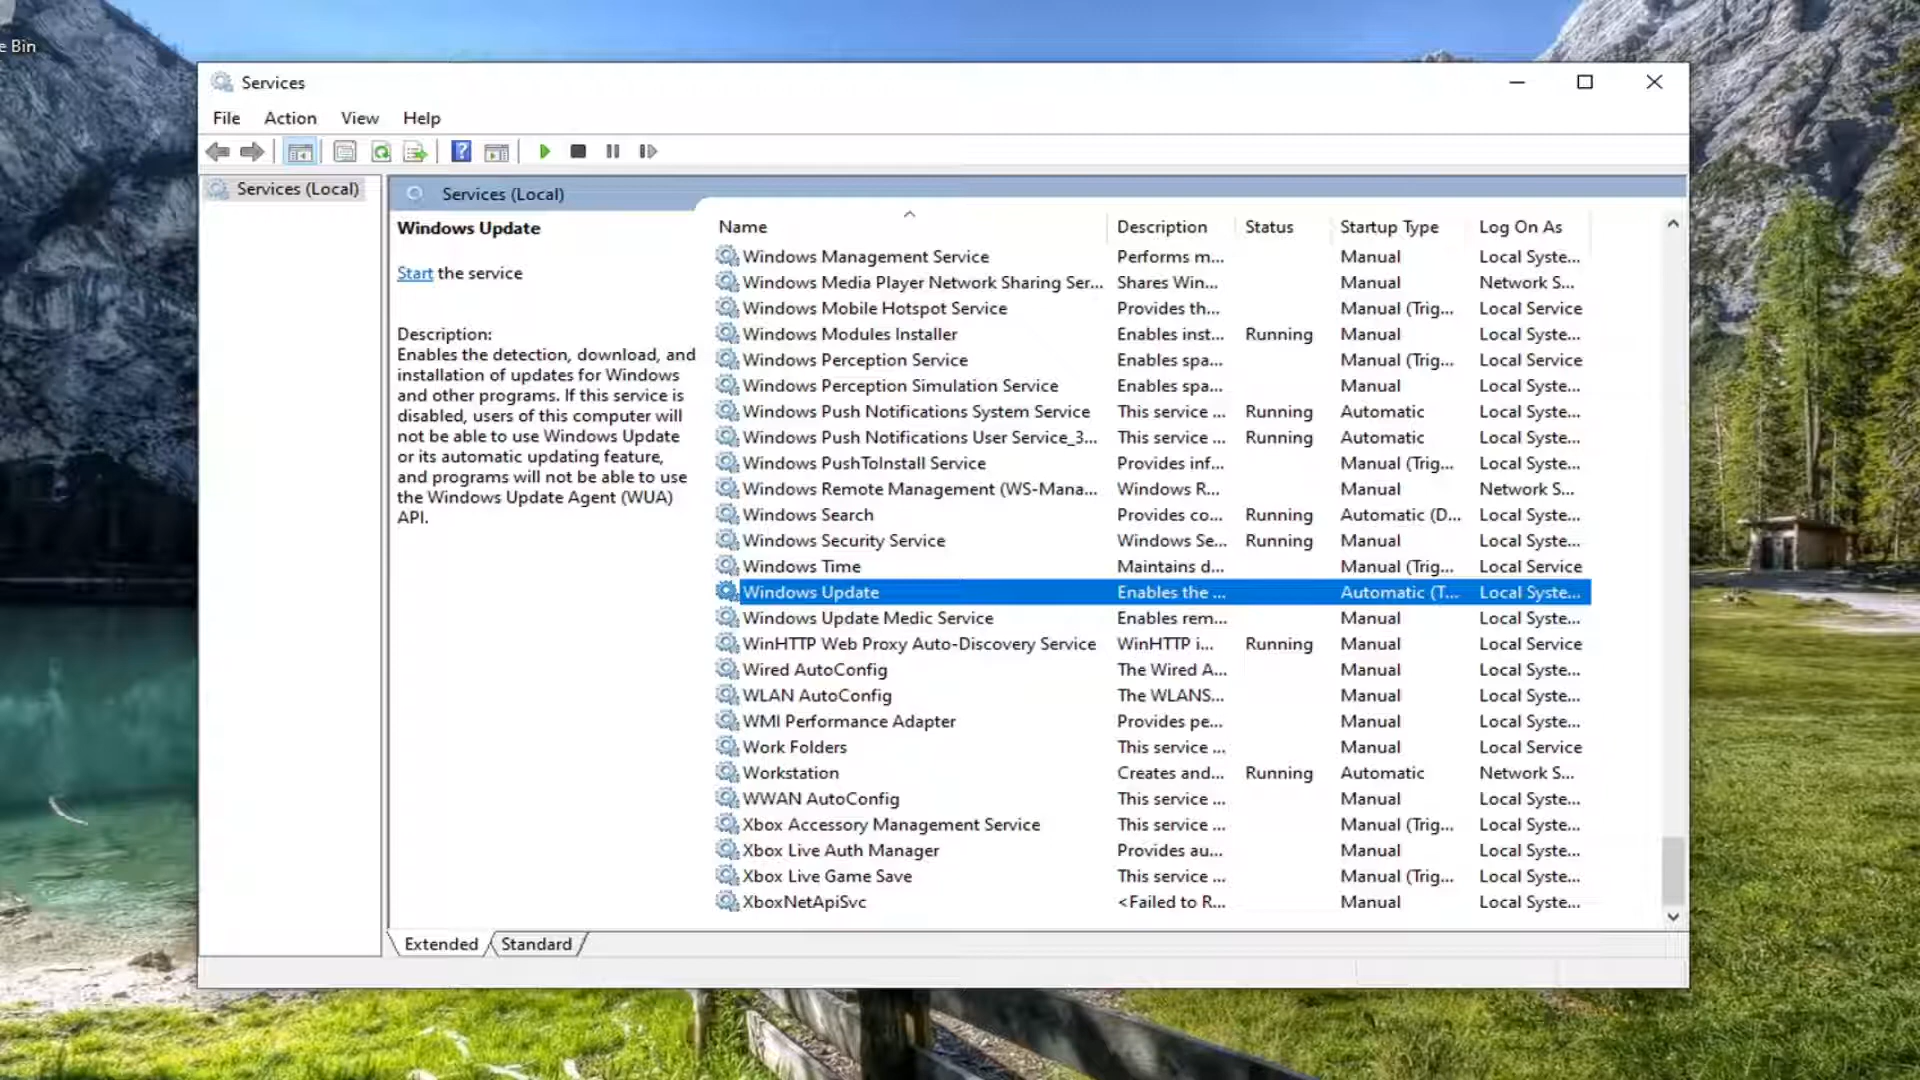 e Bin
Services
File Action View Help
Services (Local)
Services (Local)
Windows Update
Start the service
Description:
Enables the detection, download, and
installation of updates for Windows
and other programs. If this service is
disabled, users of this computer will
not be able to use Windows Update
or its automatic updating feature,
and programs will not be able to use
the Windows Update Agent (WUA)
API.
Name Description Status Startup Type Log On As
Windows Management Service Performs m... Manual Local Syste...
Windows Media Player Network Sharing Ser... Shares Win... Manual Network S...
Windows Mobile Hotspot Service Provides th... Manual (Trig... Local Service
Windows Modules Installer Enables inst... Running Manual Local Syste...
Windows Perception Service Enables spa... Manual (Trig... Local Service
Windows Perception Simulation Service Enables spa... Manual Local Syste...
Windows Push Notifications System Service This service ... Running Automatic Local Syste...
Windows Push Notifications User Service_3... This service ... Running Automatic Local Syste...
Windows PushToInstall Service Provides inf... Manual (Trig... Local Syste...
Windows Remote Management (WS-Mana... Windows R... Manual Network S...
Windows Search Provides co... Running Automatic (D... Local Syste...
Windows Security Service Windows Se... Running Manual Local Syste...
Windows Time Maintains d... Manual (Trig... Local Service
Windows Update Enables the ... Automatic (T... Local Syste...
Windows Update Medic Service Enables rem... Manual Local Syste...
WinHTTP Web Proxy Auto-Discovery Service WinHTTP i... Running Manual Local Service
Wired AutoConfig The Wired A... Manual Local Syste...
WLAN AutoConfig The WLANS... Manual Local Syste...
WMI Performance Adapter Provides pe... Manual Local Syste...
Work Folders This service ... Manual Local Service
Workstation Creates and... Running Automatic Network S...
WWAN AutoConfig This service ... Manual Local Syste...
Xbox Accessory Management Service This service ... Manual (Trig... Local Syste...
Xbox Live Auth Manager Provides au... Manual Local Syste...
Xbox Live Game Save This service ... Manual (Trig... Local Syste...
XboxNetApiSvc <Failed to R... Manual Local Syste...
Extended Standard